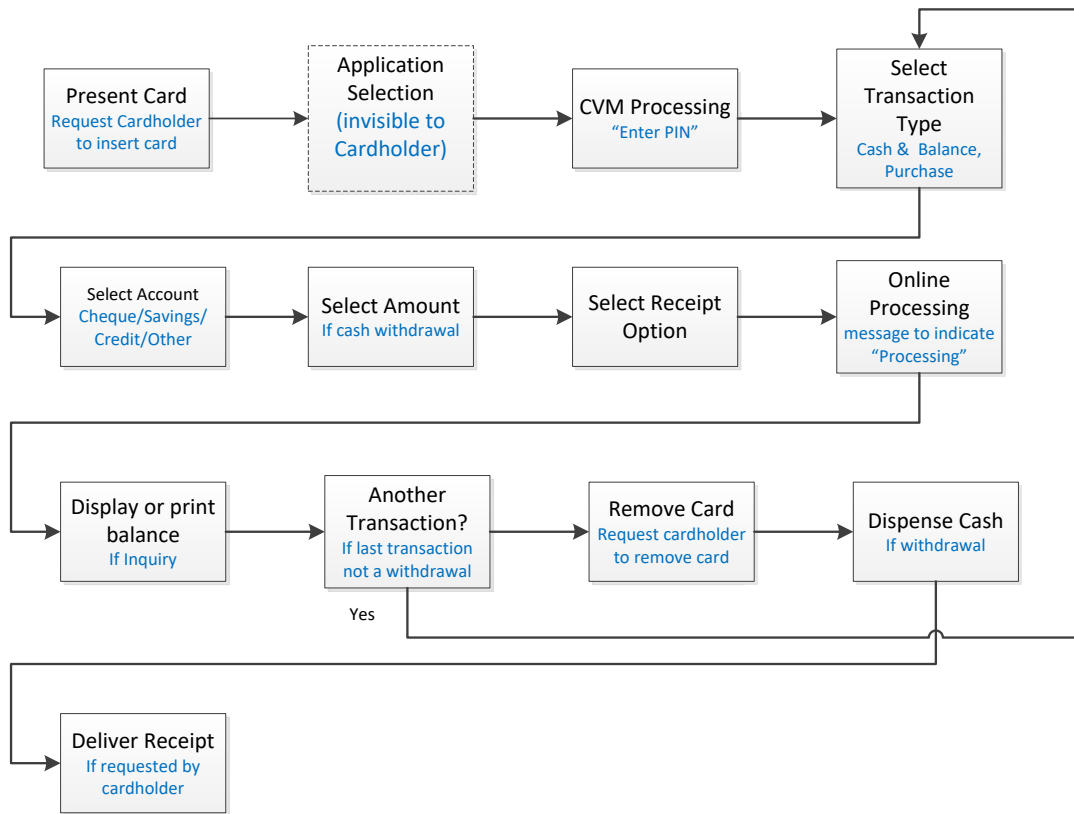 Present Card
Request Cardholder
to insert card
Application
Selection
(invisible to
Cardholder)
CVM Processing
“Enter PIN”
Select
Transaction
Type
Cash &  Balance,
Purchase
Select Account
Cheque/Savings/
Credit/Other
Select Amount
If cash withdrawal
Select Receipt
Option
Online
Processing
message to indicate
“Processing”
Display or print
balance
If Inquiry
Another
Transaction?
If last transaction
not a withdrawal
Remove Card
Request cardholder
to remove card
Dispense Cash
If withdrawal
Yes
Deliver Receipt
If requested by
cardholder